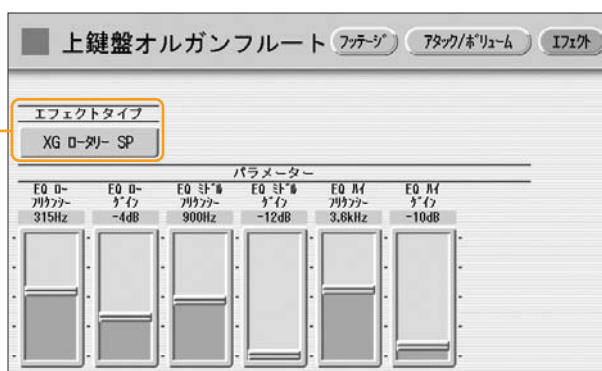 上鍵盤オルガンフルート フッテージ アタック/ボリューム エフェクト
エフェクトタイプ
XG ロータリー SP
パラメーター
EQ ロー EQ ロー EQ ミドル EQ ミドル EQ ハイ EQ ハイ
フリケンシー ゲイン フリケンシー ゲイン フリケンシー ゲイン
315Hz -4dB 900Hz -12dB 3.6kHz -10dB